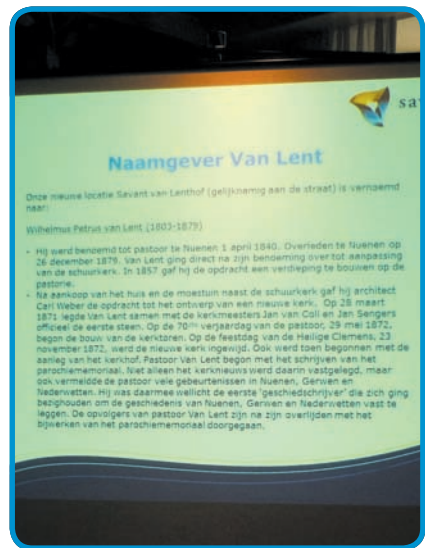 sa
Naamgever Van Lent
Onze nieuwe locatie Savant van Lenthof (gelijknamig aan de straat) is vernoemd
naar:
Wilhelmus Petrus van Lent (1803-1879)
• Hij werd benoemd tot pastoor te Nuenen 1 april 1840. Overleden te Nuenen op
26 december 1879. Van Lent ging direct na zijn benoeming over tot aanpassing
van de schuurkerk. In 1857 gaf hij de opdracht een verdieping te bouwen op de
pastorie.
• Na aankoop van het huis en de moestuin naast de schuurkerk gaf hij architect
Carl Weber de opdracht tot het ontwerp van een nieuwe kerk. Op 28 maart
1871 legde Van Lent samen met de kerkmeesters Jan van Coll en Jan Sengers
officieel de eerste steen. Op de 70ste verjaardag van de pastoor, 29 mei 1872,
begon de bouw van de kerktoren. Op de feestdag van de Heilige Clemens, 23
november 1872, werd de nieuwe kerk ingewijd. Ook werd toen begonnen met de
aanleg van het kerkhof. Pastoor Van Lent begon met het schrijven van het
parochiememoriaal. Niet alleen het kerknieuws werd daarin vastgelegd, maar
ook vermeldde de pastoor vele gebeurtenissen in Nuenen, Gerwen en
Nederwetten. Hij was daarmee wellicht de eerste 'geschiedschrijver' die zich ging
bezighouden om de geschiedenis van Nuenen, Gerwen en Nederwetten vast te
leggen. De opvolgers van pastoor Van Lent zijn na zijn overlijden met het
bijwerken van het parochiememoriaal doorgegaan.